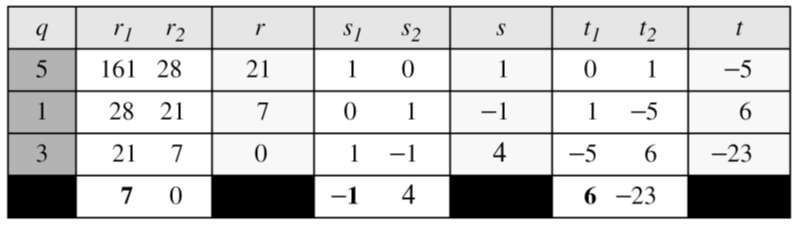 q r1 r2 r s1 s2 s t1 t2 t
5 161 28 21 1 0 1 0 1 −5
1 28 21 7 0 1 −1 1 −5 6
3 21 7 0 1 −1 4 −5 6 −23
7 0 −1 4 6 −23